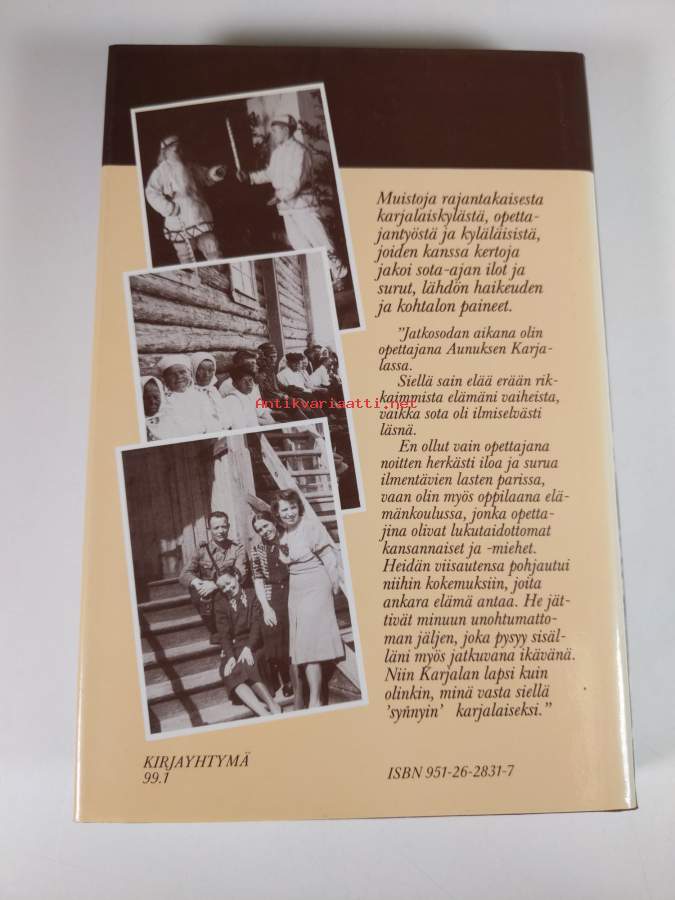 Muistoja rajantakaisesta
karjalaiskylästä, opetta-
jantyöstä ja kyläläisistä,
joiden kanssa kertoja
jakoi sota-ajan ilot ja
surut, lähdön haikeuden
ja kohtalon paineet.
"Jatkosodan aikana olin
opettajana Aunuksen Karja-
lassa.
Siellä sain elää erään rik-
kaimmista elämäni vaiheista,
vaikka sota oli ilmiselvästi
läsnä.
En ollut vain opettajana
noitten herkästi iloa ja surua
ilmentävien lasten parissa,
vaan olin myös oppilaana elä-
mänkoulussa, jonka opetta-
jina olivat lukutaidottomat
kansannaiset ja -miehet.
Heidän viisautensa pohjautui
niihin kokemuksiin, joita
ankara elämä antaa. He jät-
tivät minuun unohtumatto-
man jäljen, joka pysyy sisäl-
läni myös jatkuvana ikävänä.
Niin Karjalan lapsi kuin
olinkin, minä vasta siellä
'synnyin' karjalaiseksi."
Antikvariaatti.net
KIRJAYHTYMÄ
99.1
ISBN 951-26-2831-7